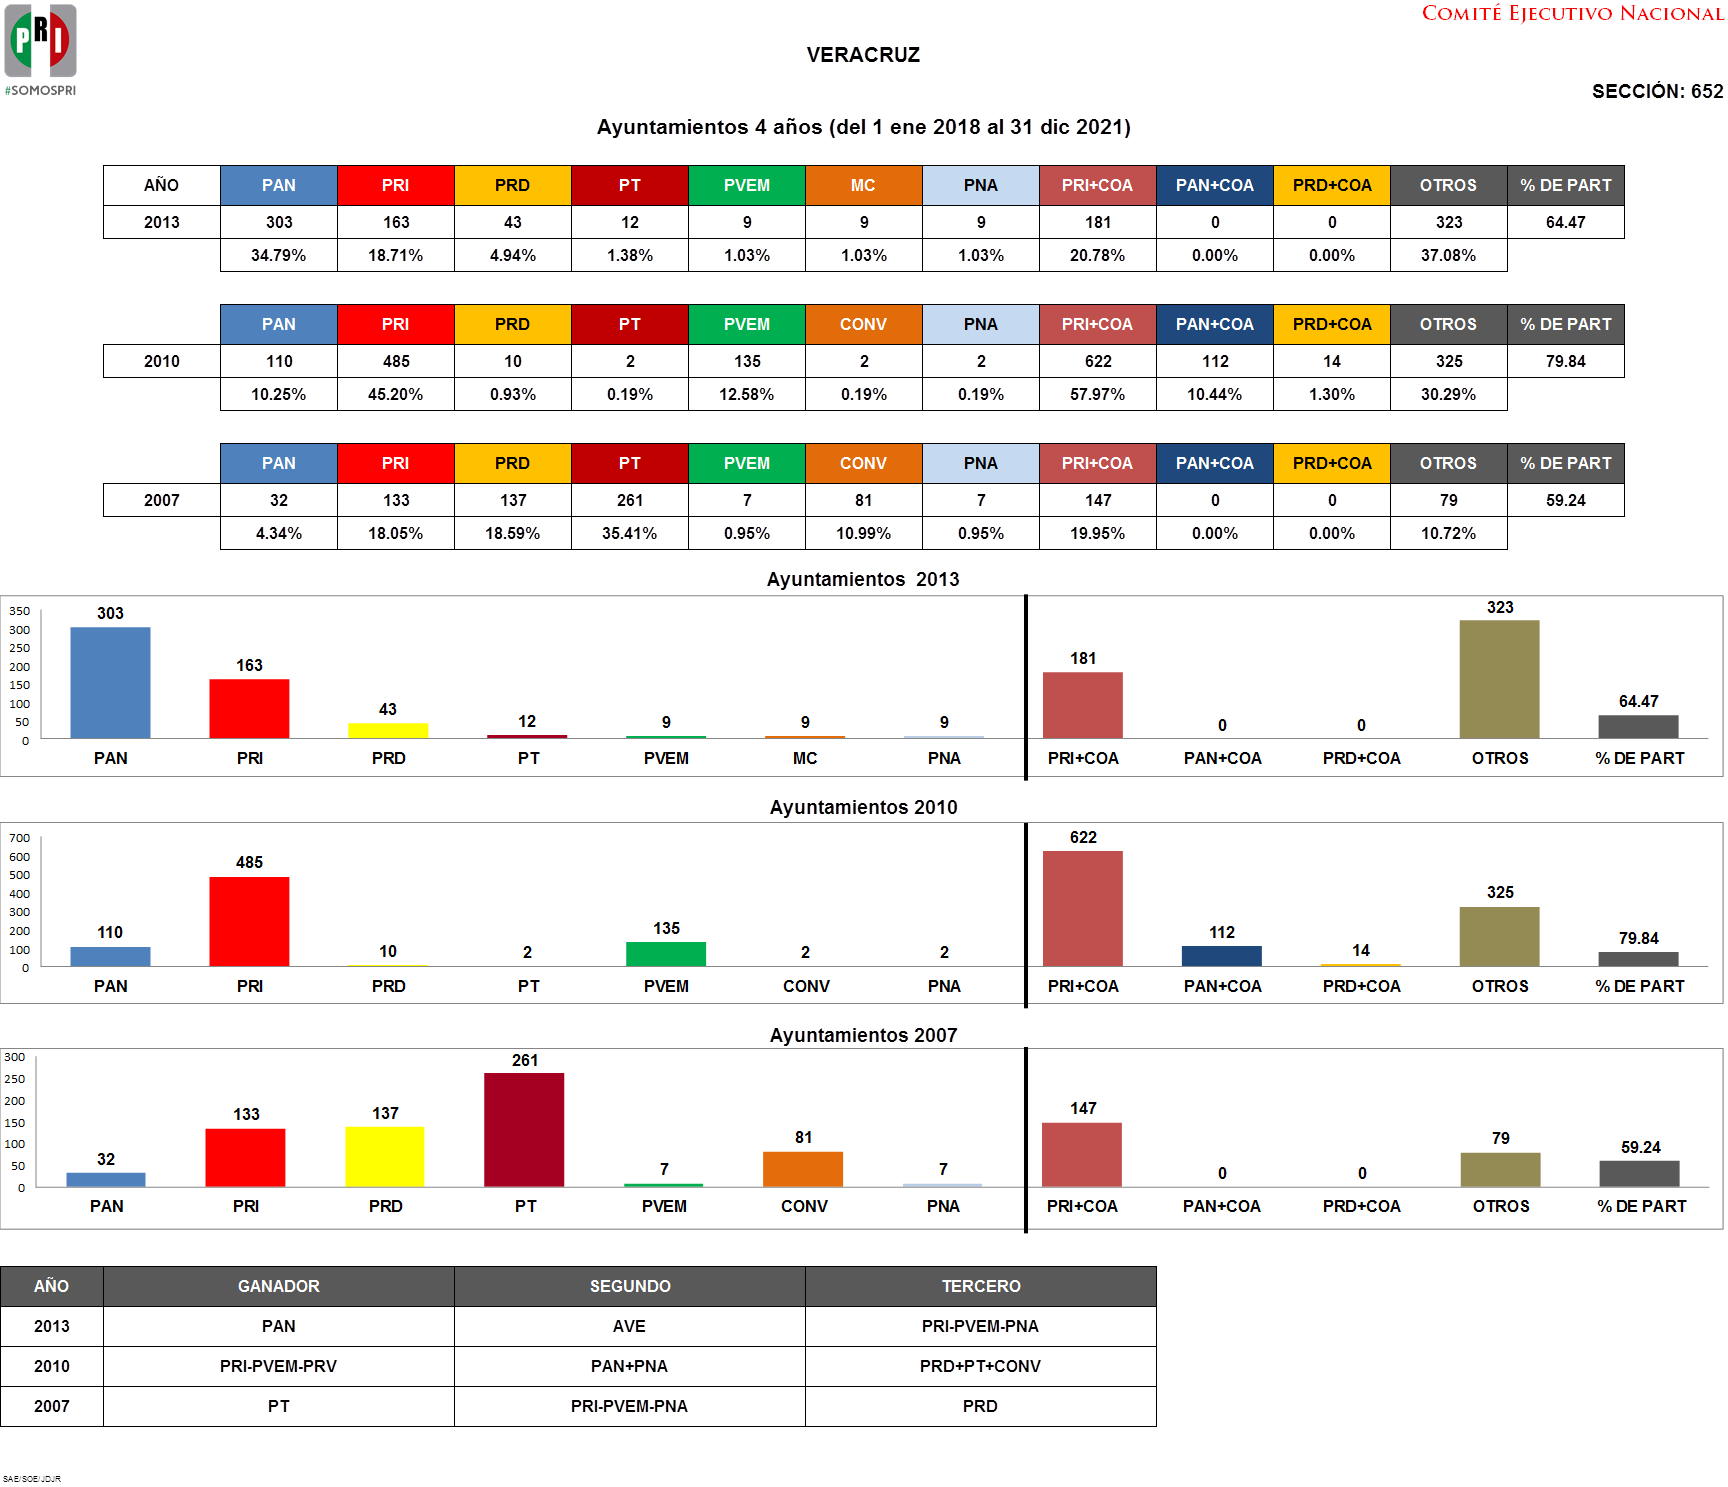 COMITÉ EJECUTIVO NACIONAL
PRI
#SOMOSPRI
VERACRUZ
SECCIÓN: 652
Ayuntamientos 4 años (del 1 ene 2018 al 31 dic 2021)
AÑO PAN PRI PRD PT PVEM MC PNA PRI+COA PAN+COA PRD+COA OTROS % DE PART
2013 303 163 43 12 9 9 9 181 0 0 323 64.47
34.79% 18.71% 4.94% 1.38% 1.03% 1.03% 1.03% 20.78% 0.00% 0.00% 37.08%
PAN PRI PRD PT PVEM CONV PNA PRI+COA PAN+COA PRD+COA OTROS % DE PART
2010 110 485 10 2 135 2 2 622 112 14 325 79.84
10.25% 45.20% 0.93% 0.19% 12.58% 0.19% 0.19% 57.97% 10.44% 1.30% 30.29%
PAN PRI PRD PT PVEM CONV PNA PRI+COA PAN+COA PRD+COA OTROS % DE PART
2007 32 133 137 261 7 81 7 147 0 0 79 59.24
4.34% 18.05% 18.59% 35.41% 0.95% 10.99% 0.95% 19.95% 0.00% 0.00% 10.72%
Ayuntamientos  2013
350
300
250
200
150
100
50
0
303 163 43 12 9 9 9 181 0 0 323 64.47
PAN PRI PRD PT PVEM MC PNA PRI+COA PAN+COA PRD+COA OTROS % DE PART
Ayuntamientos 2010
700
600
500
400
300
200
100
0
110 485 10 2 135 2 2 622 112 14 325 79.84
PAN PRI PRD PT PVEM CONV PNA PRI+COA PAN+COA PRD+COA OTROS % DE PART
Ayuntamientos 2007
300
250
200
150
100
50
0
32 133 137 261 7 81 7 147 0 0 79 59.24
PAN PRI PRD PT PVEM CONV PNA PRI+COA PAN+COA PRD+COA OTROS % DE PART
AÑO GANADOR SEGUNDO TERCERO
2013 PAN AVE PRI-PVEM-PNA
2010 PRI-PVEM-PRV PAN+PNA PRD+PT+CONV
2007 PT PRI-PVEM-PNA PRD
SAE/SOE/JDJR